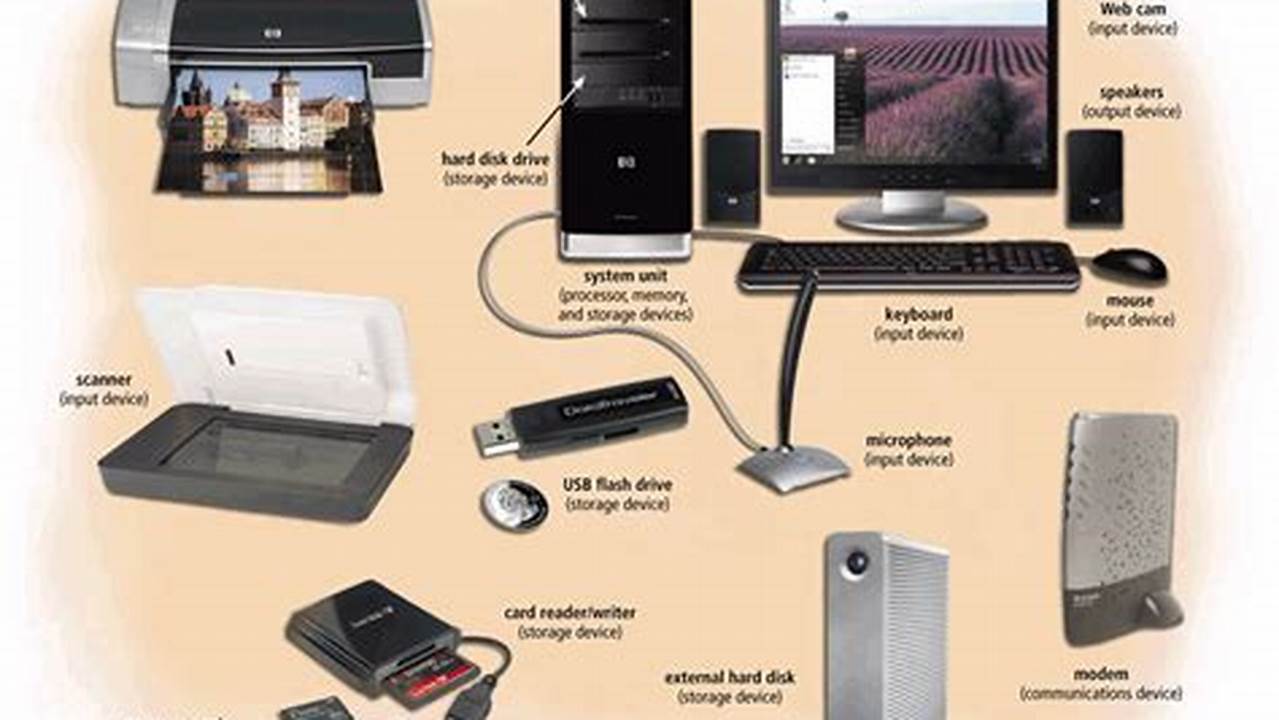 Web cam
(input device)
speakers
(output device)
hard disk drive
(storage device)
system unit
(processor, memory,
and storage devices)
keyboard
(input device)
mouse
(input device)
scanner
(input device)
DataTraveler
microphone
(input device)
USB flash drive
(storage device)
card reader/writer
(storage device)
external hard disk
(storage device)
modem
(communications device)